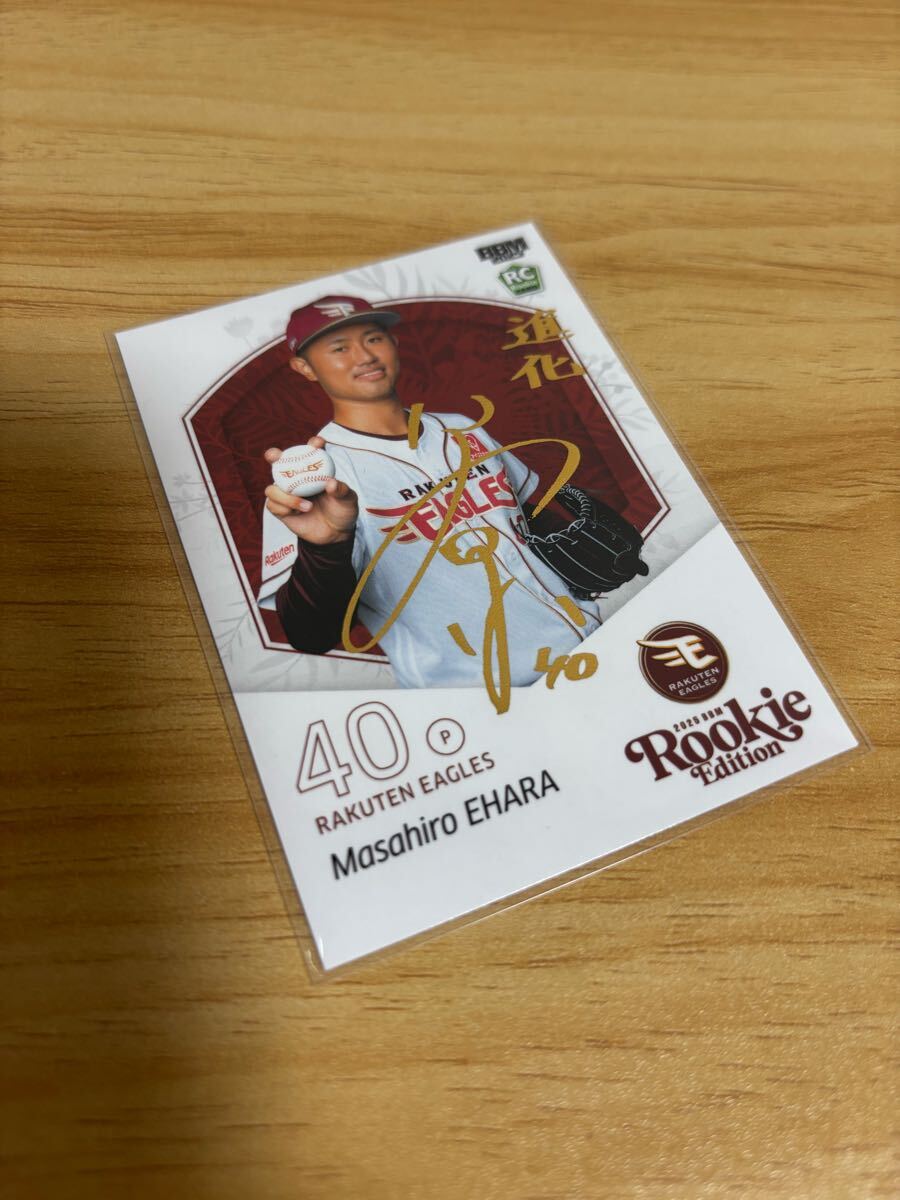 BBM
RC
進化
EAGLES
RAKUTEN
EAGLES
Rakuten
40
RAKUTEN
EAGLES
40 P
RAKUTEN EAGLES
Masahiro EHARA
2025 BBM
Rookie
Edition